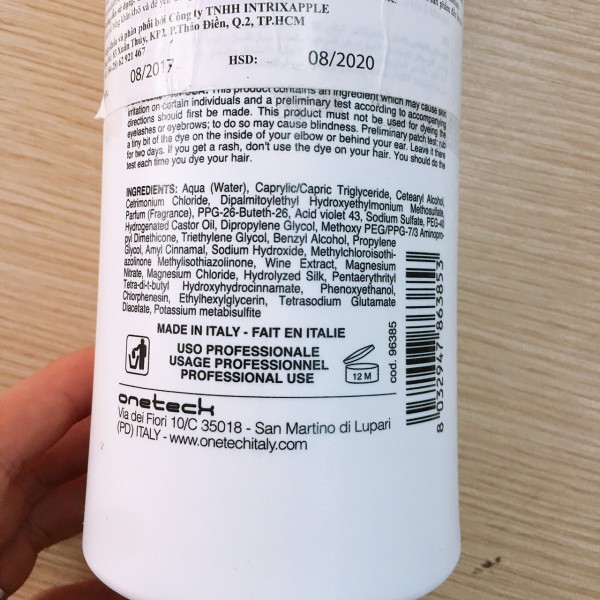 phân phối bởi Công ty TNHH INTRIXAPPLE
Xuân Thủy, KP2, P.Thảo Điền, Q.2, TP.HCM
62 921 467
08/2017 HSD: 08/2020
This product contains an ingredient which may cause skin
irritation on certain individuals and a preliminary test according to accompanying
directions should first be made. This product must not be used for dyeing the
eyelashes or eyebrows; to do so may cause blindness. Preliminary patch test: rub
a tiny bit of the dye on the inside of your elbow or behind your ear. Leave it there
for two days. If you get a rash, don't use the dye on your hair. You should do the
test each time you dye your hair.
INGREDIENTS: Aqua (Water), Caprylic/Capric Triglyceride, Cetearyl Alcohol,
Cetrimonium Chloride, Dipalmitoylethyl Hydroxyethylmonium Methosulfate,
Parfum (Fragrance), PPG-26-Buteth-26, Acid violet 43, Sodium Sulfate, PEG-40
Hydrogenated Castor Oil, Dipropylene Glycol, Methoxy PEG/PPG-7/3 Aminopro-
pyl Dimethicone, Triethylene Glycol, Benzyl Alcohol, Propylene
Glycol, Amyl Cinnamal, Sodium Hydroxide, Methylchloroisothi-
azolinone Methylisothiazolinone, Wine Extract, Magnesium
Nitrate, Magnesium Chloride, Hydrolyzed Silk, Pentaerythrityl
Tetra-di-t-butyl Hydroxyhydrocinnamate, Phenoxyethanol,
Chlorphenesin, Ethylhexylglycerin, Tetrasodium Glutamate
Diacetate, Potassium metabisulfite
MADE IN ITALY - FAIT EN ITALIE
USO PROFESSIONALE
USAGE PROFESSIONNEL
PROFESSIONAL USE
12 M
cod. 96385
8 032947 863853
onetech
Via dei Fiori 10/C 35018 - San Martino di Lupari
(PD) ITALY - www.onetechitaly.com